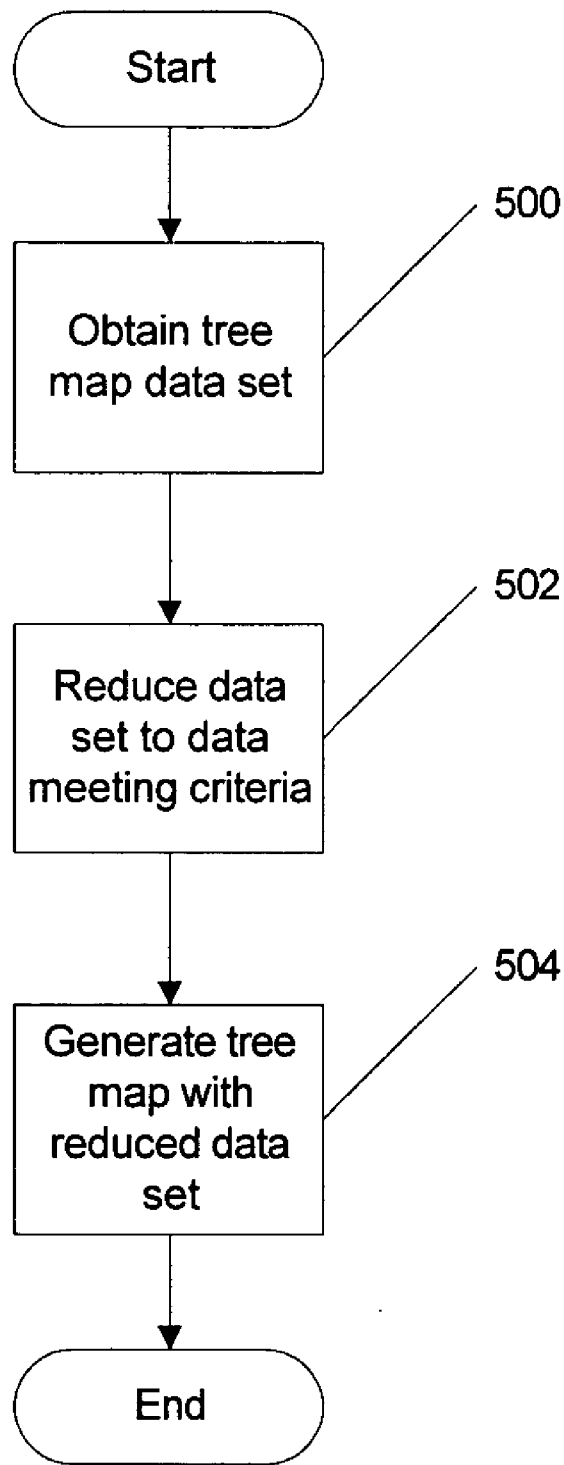 Start
500
Obtain tree
map data set
502
Reduce data
set to data
meeting criteria
504
Generate tree
map with
reduced data
set
End